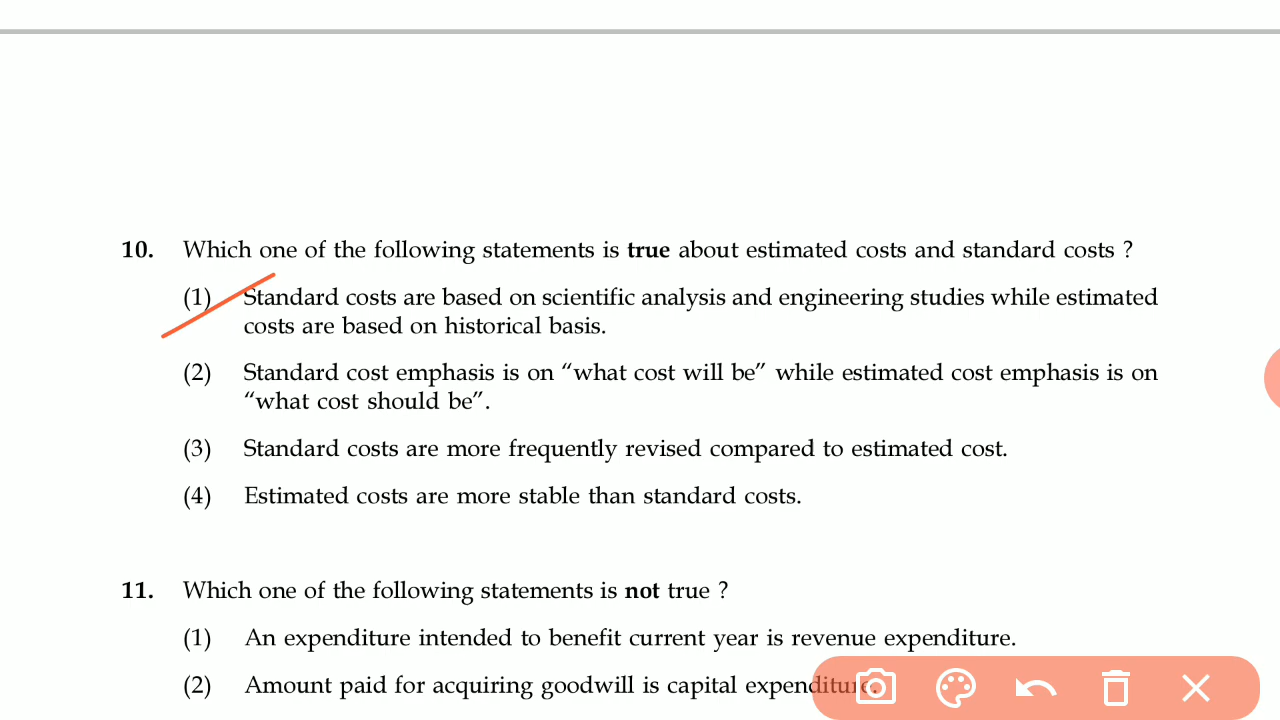 10. Which one of the following statements is true about estimated costs and standard costs ?
(1) Standard costs are based on scientific analysis and engineering studies while estimated
costs are based on historical basis.
(2) Standard cost emphasis is on “what cost will be” while estimated cost emphasis is on
“what cost should be”.
(3) Standard costs are more frequently revised compared to estimated cost.
(4) Estimated costs are more stable than standard costs.
11. Which one of the following statements is not true ?
(1) An expenditure intended to benefit current year is revenue expenditure.
(2) Amount paid for acquiring goodwill is capital expenditure.